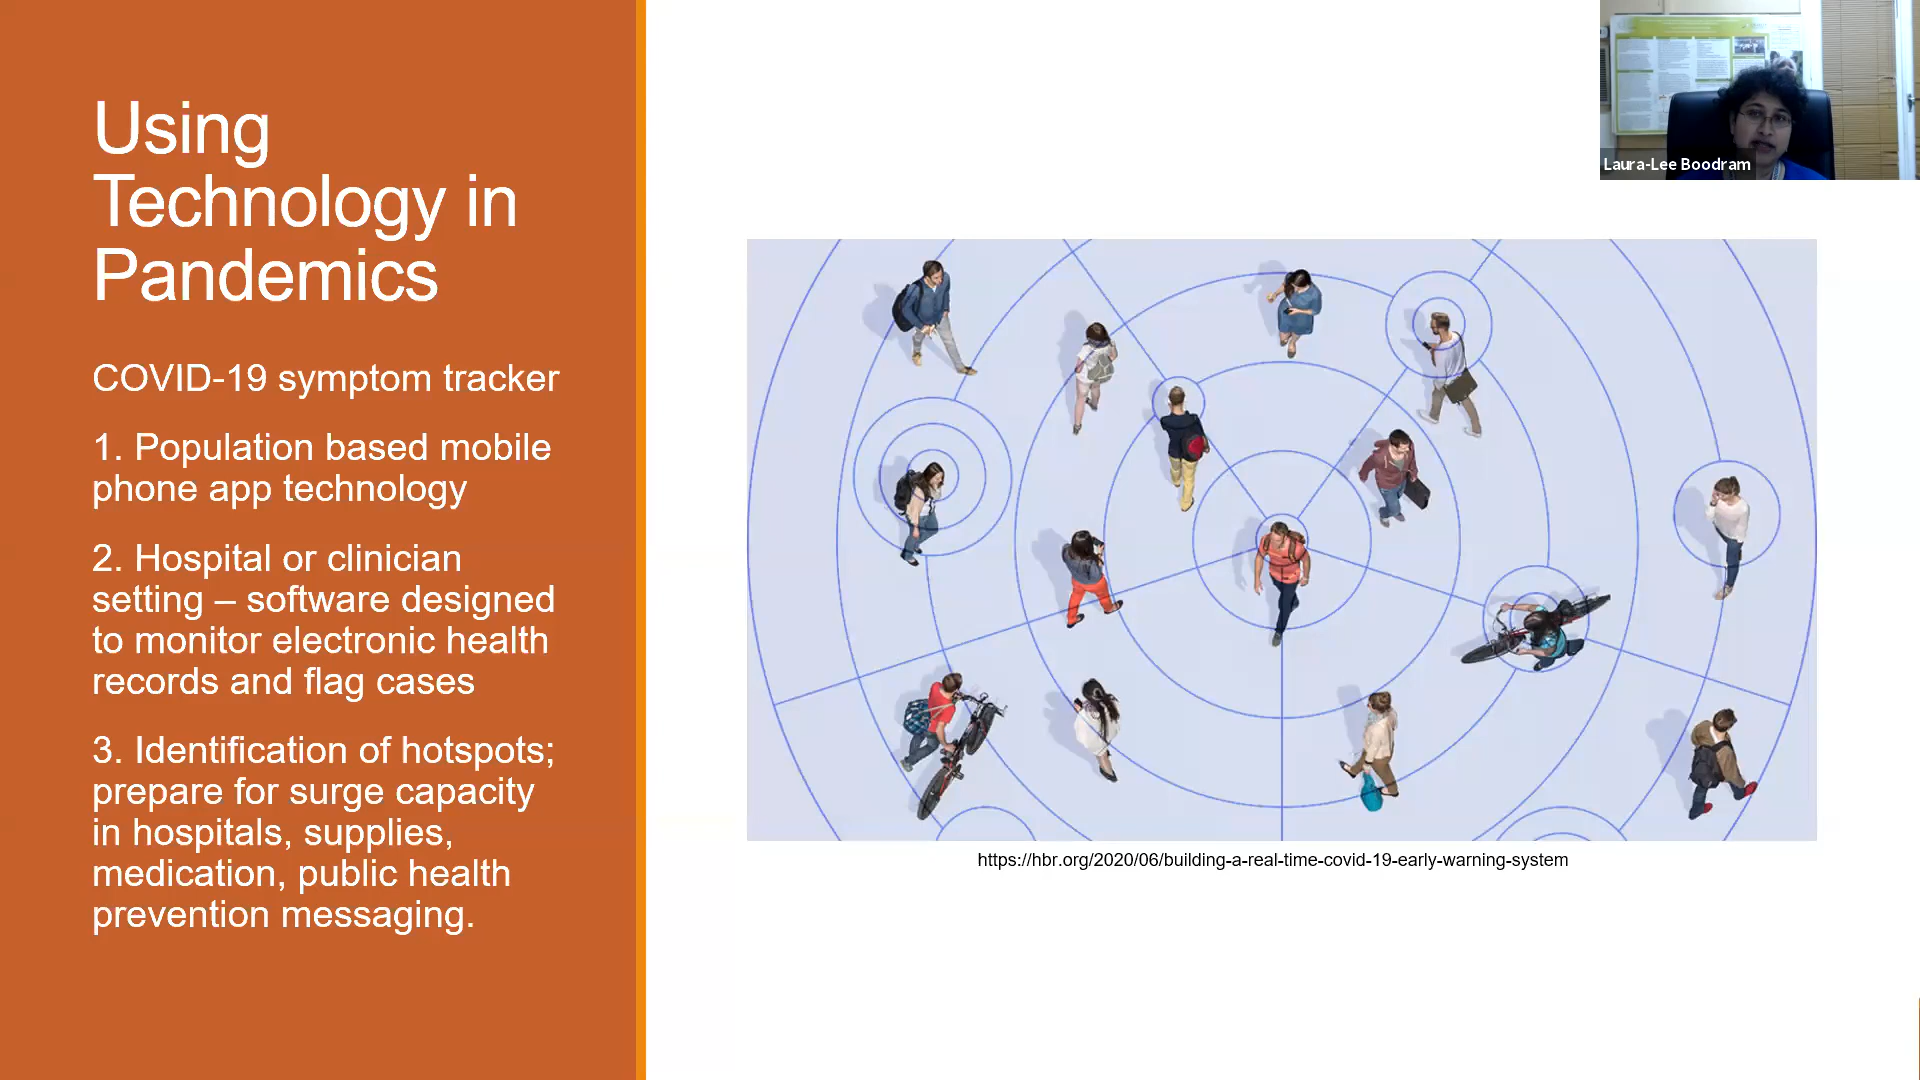 Using
Technology in
Pandemics
COVID-19 symptom tracker
1. Population based mobile
phone app technology
2. Hospital or clinician
setting – software designed
to monitor electronic health
records and flag cases
3. Identification of hotspots;
prepare for surge capacity
in hospitals, supplies,
medication, public health
prevention messaging.
Laura-Lee Boodram
https://hbr.org/2020/06/building-a-real-time-covid-19-early-warning-system